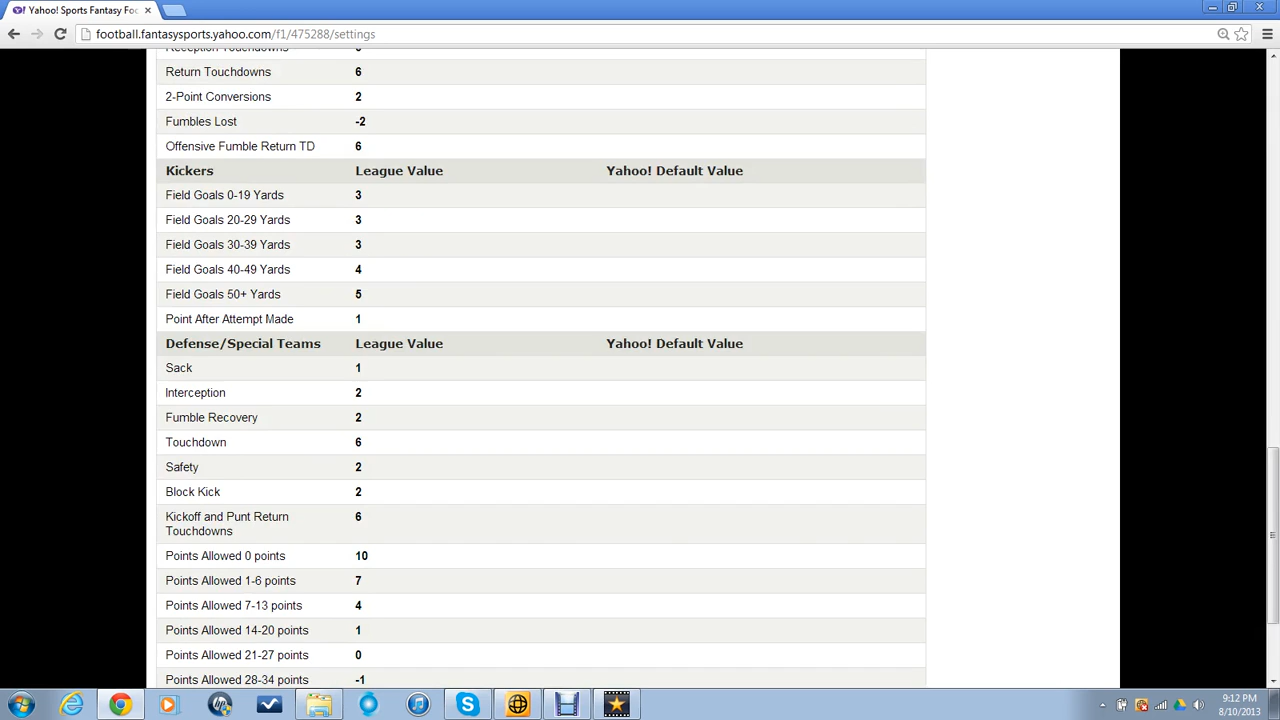 Yahoo! Sports Fantasy Foo
football.fantasysports.yahoo.com/f1/475288/settings
Reception Touchdowns
Return Touchdowns 6
2-Point Conversions 2
Fumbles Lost -2
Offensive Fumble Return TD 6
Kickers League Value Yahoo! Default Value
Field Goals 0-19 Yards 3
Field Goals 20-29 Yards 3
Field Goals 30-39 Yards 3
Field Goals 40-49 Yards 4
Field Goals 50+ Yards 5
Point After Attempt Made 1
Defense/Special Teams League Value Yahoo! Default Value
Sack 1
Interception 2
Fumble Recovery 2
Touchdown 6
Safety 2
Block Kick 2
Kickoff and Punt Return 6
Touchdowns
Points Allowed 0 points 10
Points Allowed 1-6 points 7
Points Allowed 7-13 points 4
Points Allowed 14-20 points 1
Points Allowed 21-27 points 0
Points Allowed 28-34 points -1
9:12 PM
8/10/2013